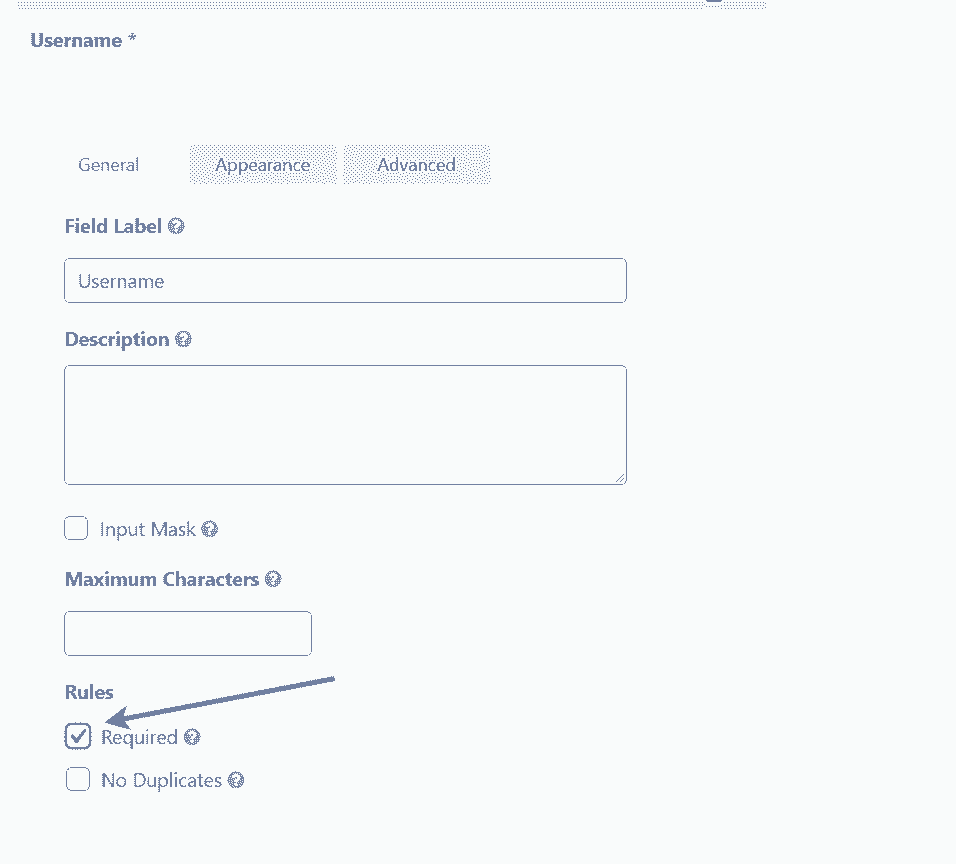 Username *
General Appearance Advanced
Field Label
Username
Description
Input Mask
Maximum Characters
Rules
Required
No Duplicates